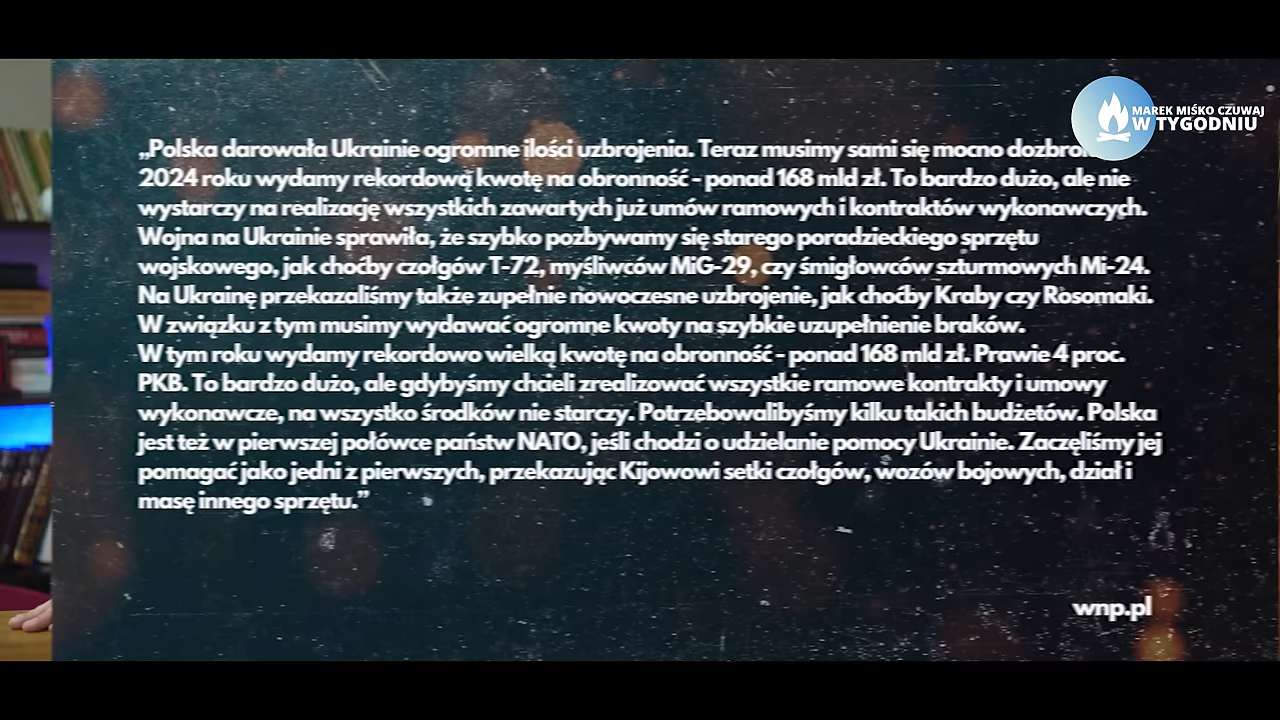 MAREK MIŚKO CZUWAJ
W TYGODNIU
„Polska darowała Ukrainie ogromne ilości uzbrojenia. Teraz musimy sami się mocno
2024 roku wydamy rekordową kwotę na obronność - ponad 168 mld zł. To bardzo dużo, ale nie
wystarczy na realizację wszystkich zawartych już umów ramowych i kontraktów wykonawczych.
Wojna na Ukrainie sprawiła, że szybko pozbywamy się starego poradzieckiego sprzętu
wojskowego, jak choćby czołgów T-72, myśliwców MiG-29, czy śmigłowców szturmowych Mi-24.
Na Ukrainę przekazaliśmy także zupełnie nowoczesne uzbrojenie, jak choćby Kraby czy Rosomaki.
W związku z tym musimy wydawać ogromne kwoty na szybkie uzupełnienie braków.
W tym roku wydamy rekordowo wielką kwotę na obronność - ponad 168 mld zł. Prawie 4 proc.
PKB. To bardzo dużo, ale gdybyśmy chcieli zrealizować wszystkie ramowe kontrakty i umowy
wykonawcze, na wszystko środków nie starczy. Potrzebowalibyśmy kilku takich budżetów. Polska
jest też w pierwszej połówce państw NATO, jeśli chodzi o udzielanie pomocy Ukrainie. Zaczęliśmy jej
pomagać jako jedni z pierwszych, przekazując Kijowowi setki czołgów, wozów bojowych, dział i
masę innego sprzętu.”
wnp.pl